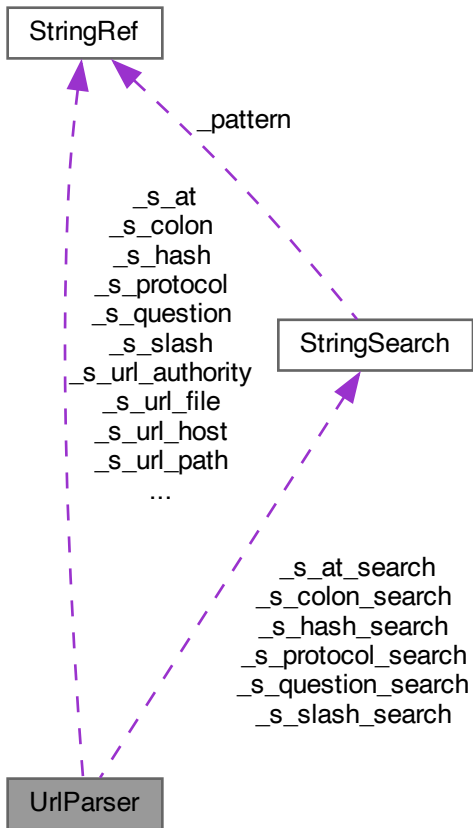 StringRef
_pattern
_s_at
_s_colon
_s_hash
_s_protocol
_s_question
_s_slash
_s_url_authority
_s_url_file
_s_url_host
_s_url_path
...
StringSearch
_s_at_search
_s_colon_search
_s_hash_search
_s_protocol_search
_s_question_search
_s_slash_search
UrlParser